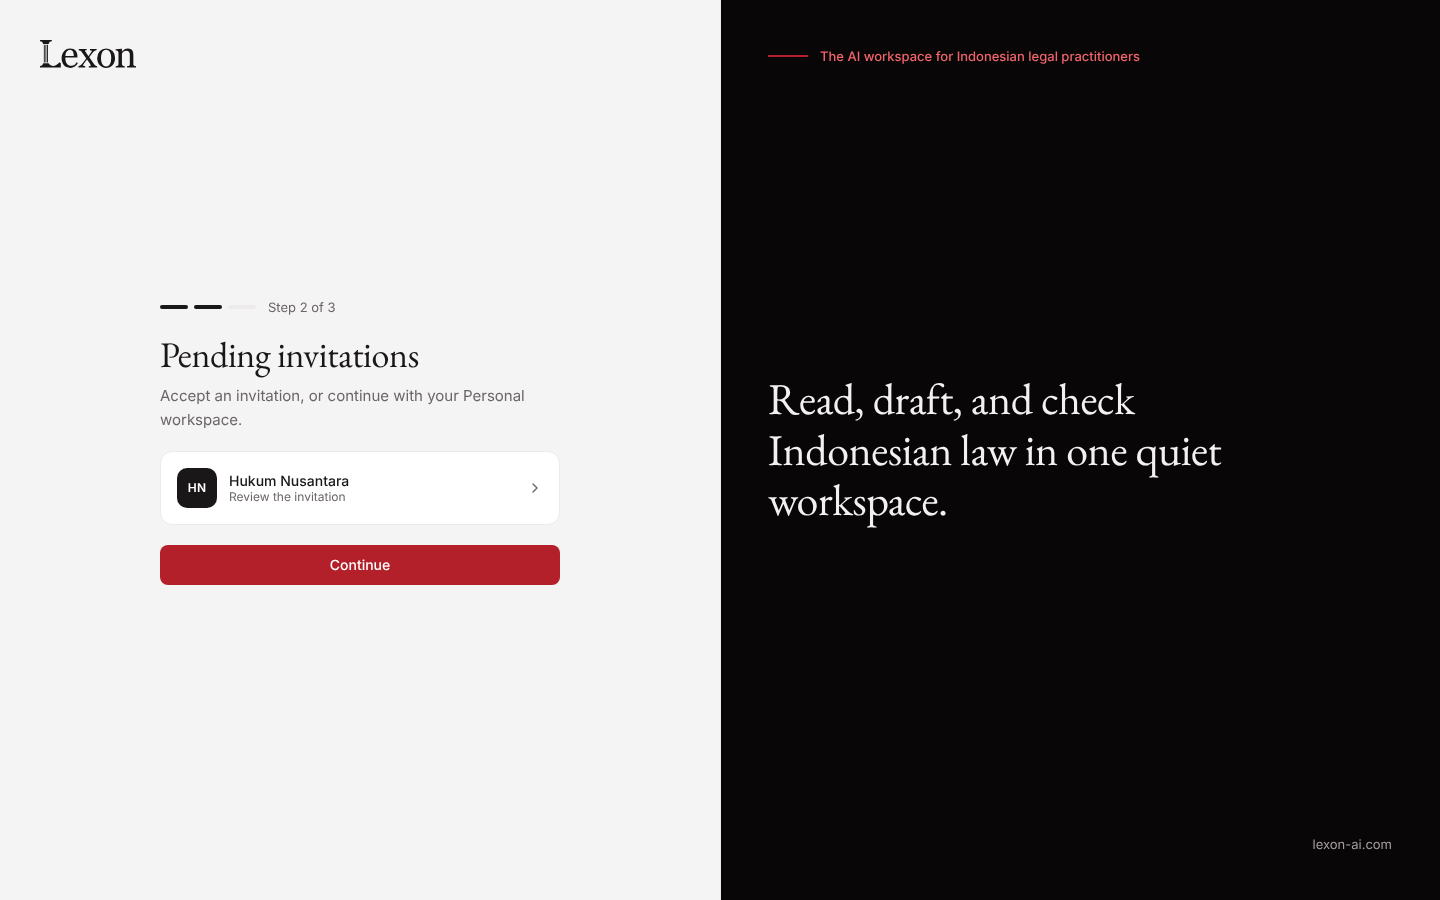 Lexon
Step 2 of 3
Pending invitations
Accept an invitation, or continue with your Personal
workspace.
HN
Hukum Nusantara
Review the invitation
Continue
The AI workspace for Indonesian legal practitioners
Read, draft, and check
Indonesian law in one quiet
workspace.
lexon-ai.com